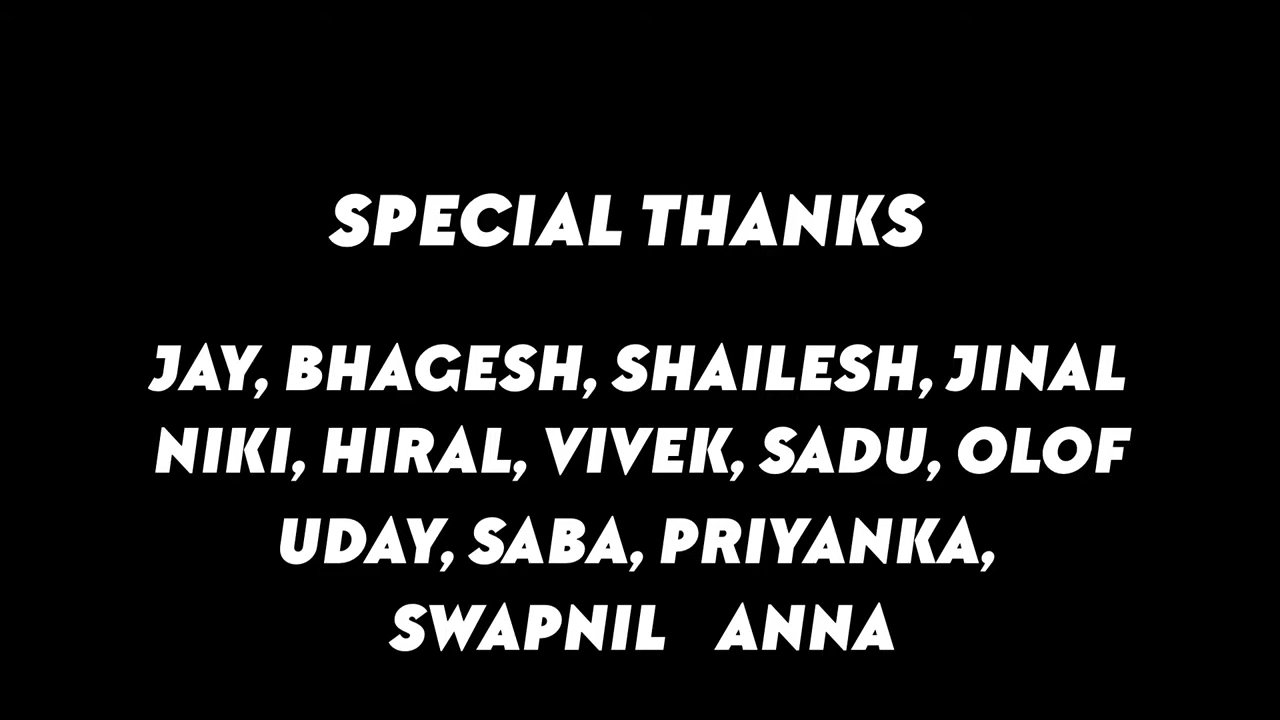 SPECIAL THANKS
JAY, BHAGESH, SHAILESH, JINAL
NIKI, HIRAL, VIVEK, SADU, OLOF
UDAY, SABA, PRIYANKA,
SWAPNIL ANNA